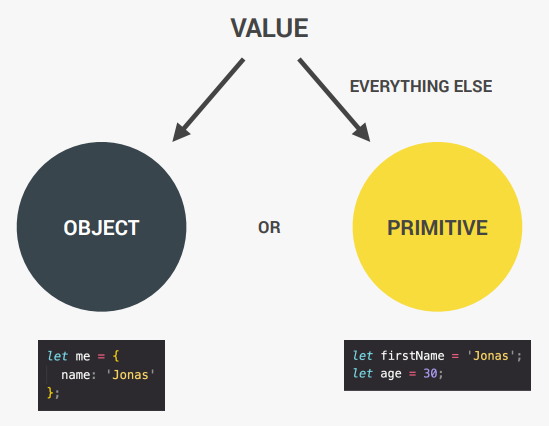 VALUE
EVERYTHING ELSE
OBJECT
OR
PRIMITIVE
let me = {
name: 'Jonas'
};
let firstName = 'Jonas';
let age = 30;